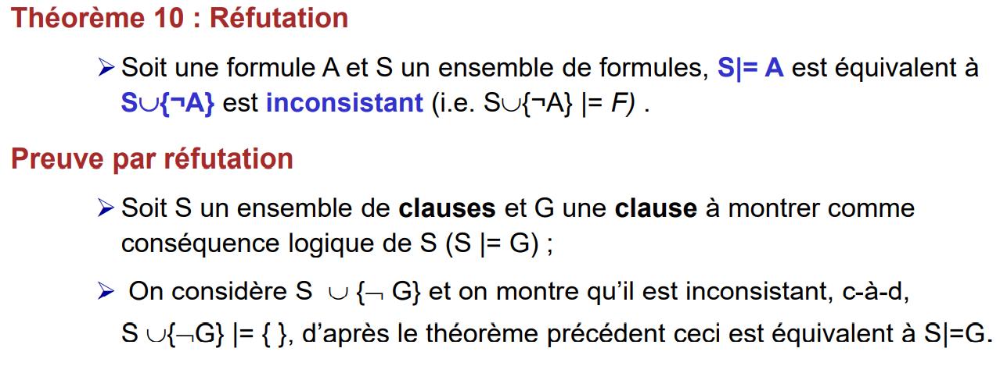 Théorème 10 : Réfutation
➢ Soit une formule A et S un ensemble de formules, S|= A est équivalent à
S∪{¬A} est inconsistant (i.e. S∪{¬A} |= F) .
Preuve par réfutation
➢ Soit S un ensemble de clauses et G une clause à montrer comme
conséquence logique de S (S |= G) ;
➢ On considère S ∪ {¬ G} et on montre qu’il est inconsistant, c-à-d,
S ∪{¬G} |= { }, d’après le théorème précédent ceci est équivalent à S|=G.